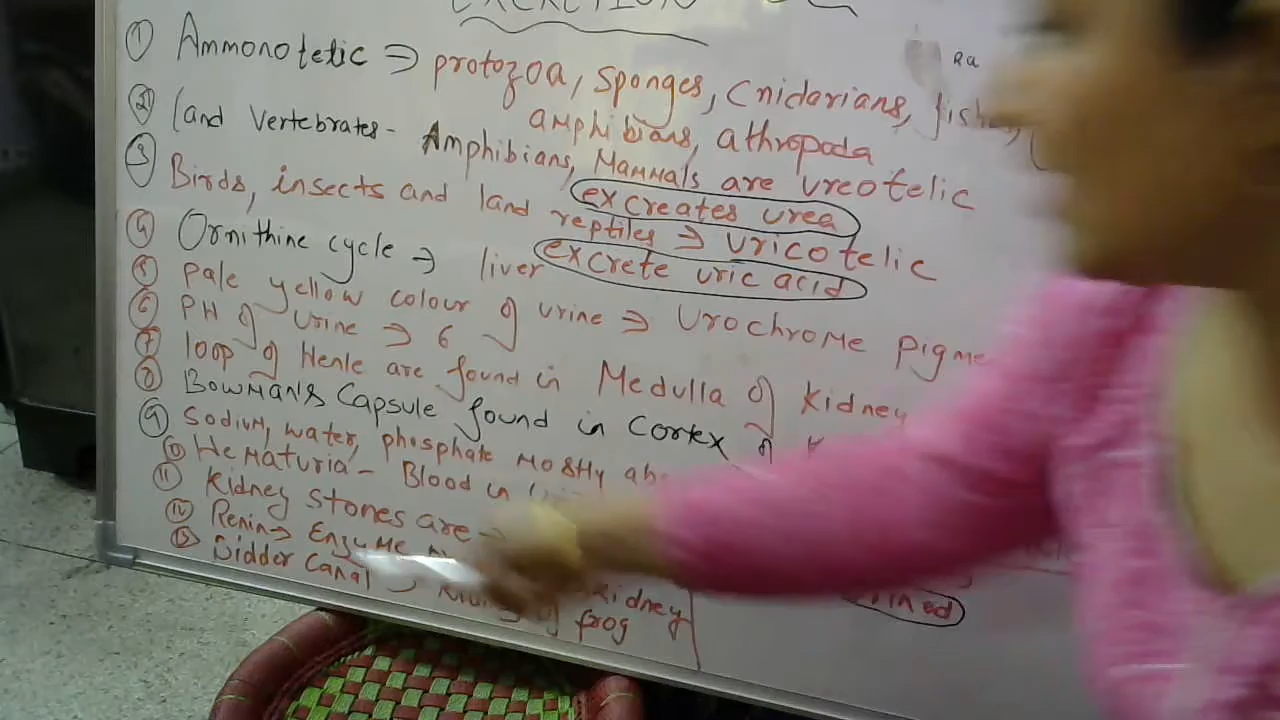 EXCRETION
① Ammonotelic ⇒ protozoa, Sponges, Cnidarians,
amphibians, athropoda
② land vertebrates - Amphibians, Mammals are ureotelic
excreates urea
③ Birds, insects and land reptiles ⇒ uricotelic
excrete uric acid
④ Ornithine cycle → liver
⑤ pale yellow colour of urine ⇒ Urochrome
⑥ PH of urine ⇒ 6
⑦ loop of Henle are found in Medulla of Kidney
⑧ Bowman's Capsule found in Cortex of
⑨ Sodium, water, phosphate mostly
⑩ Hematuria - Blood in
⑪ Kidney stones are →
⑫ Renin → Enzyme
⑬ Bidder Canal → Kidney of frog
Kidney
Ra